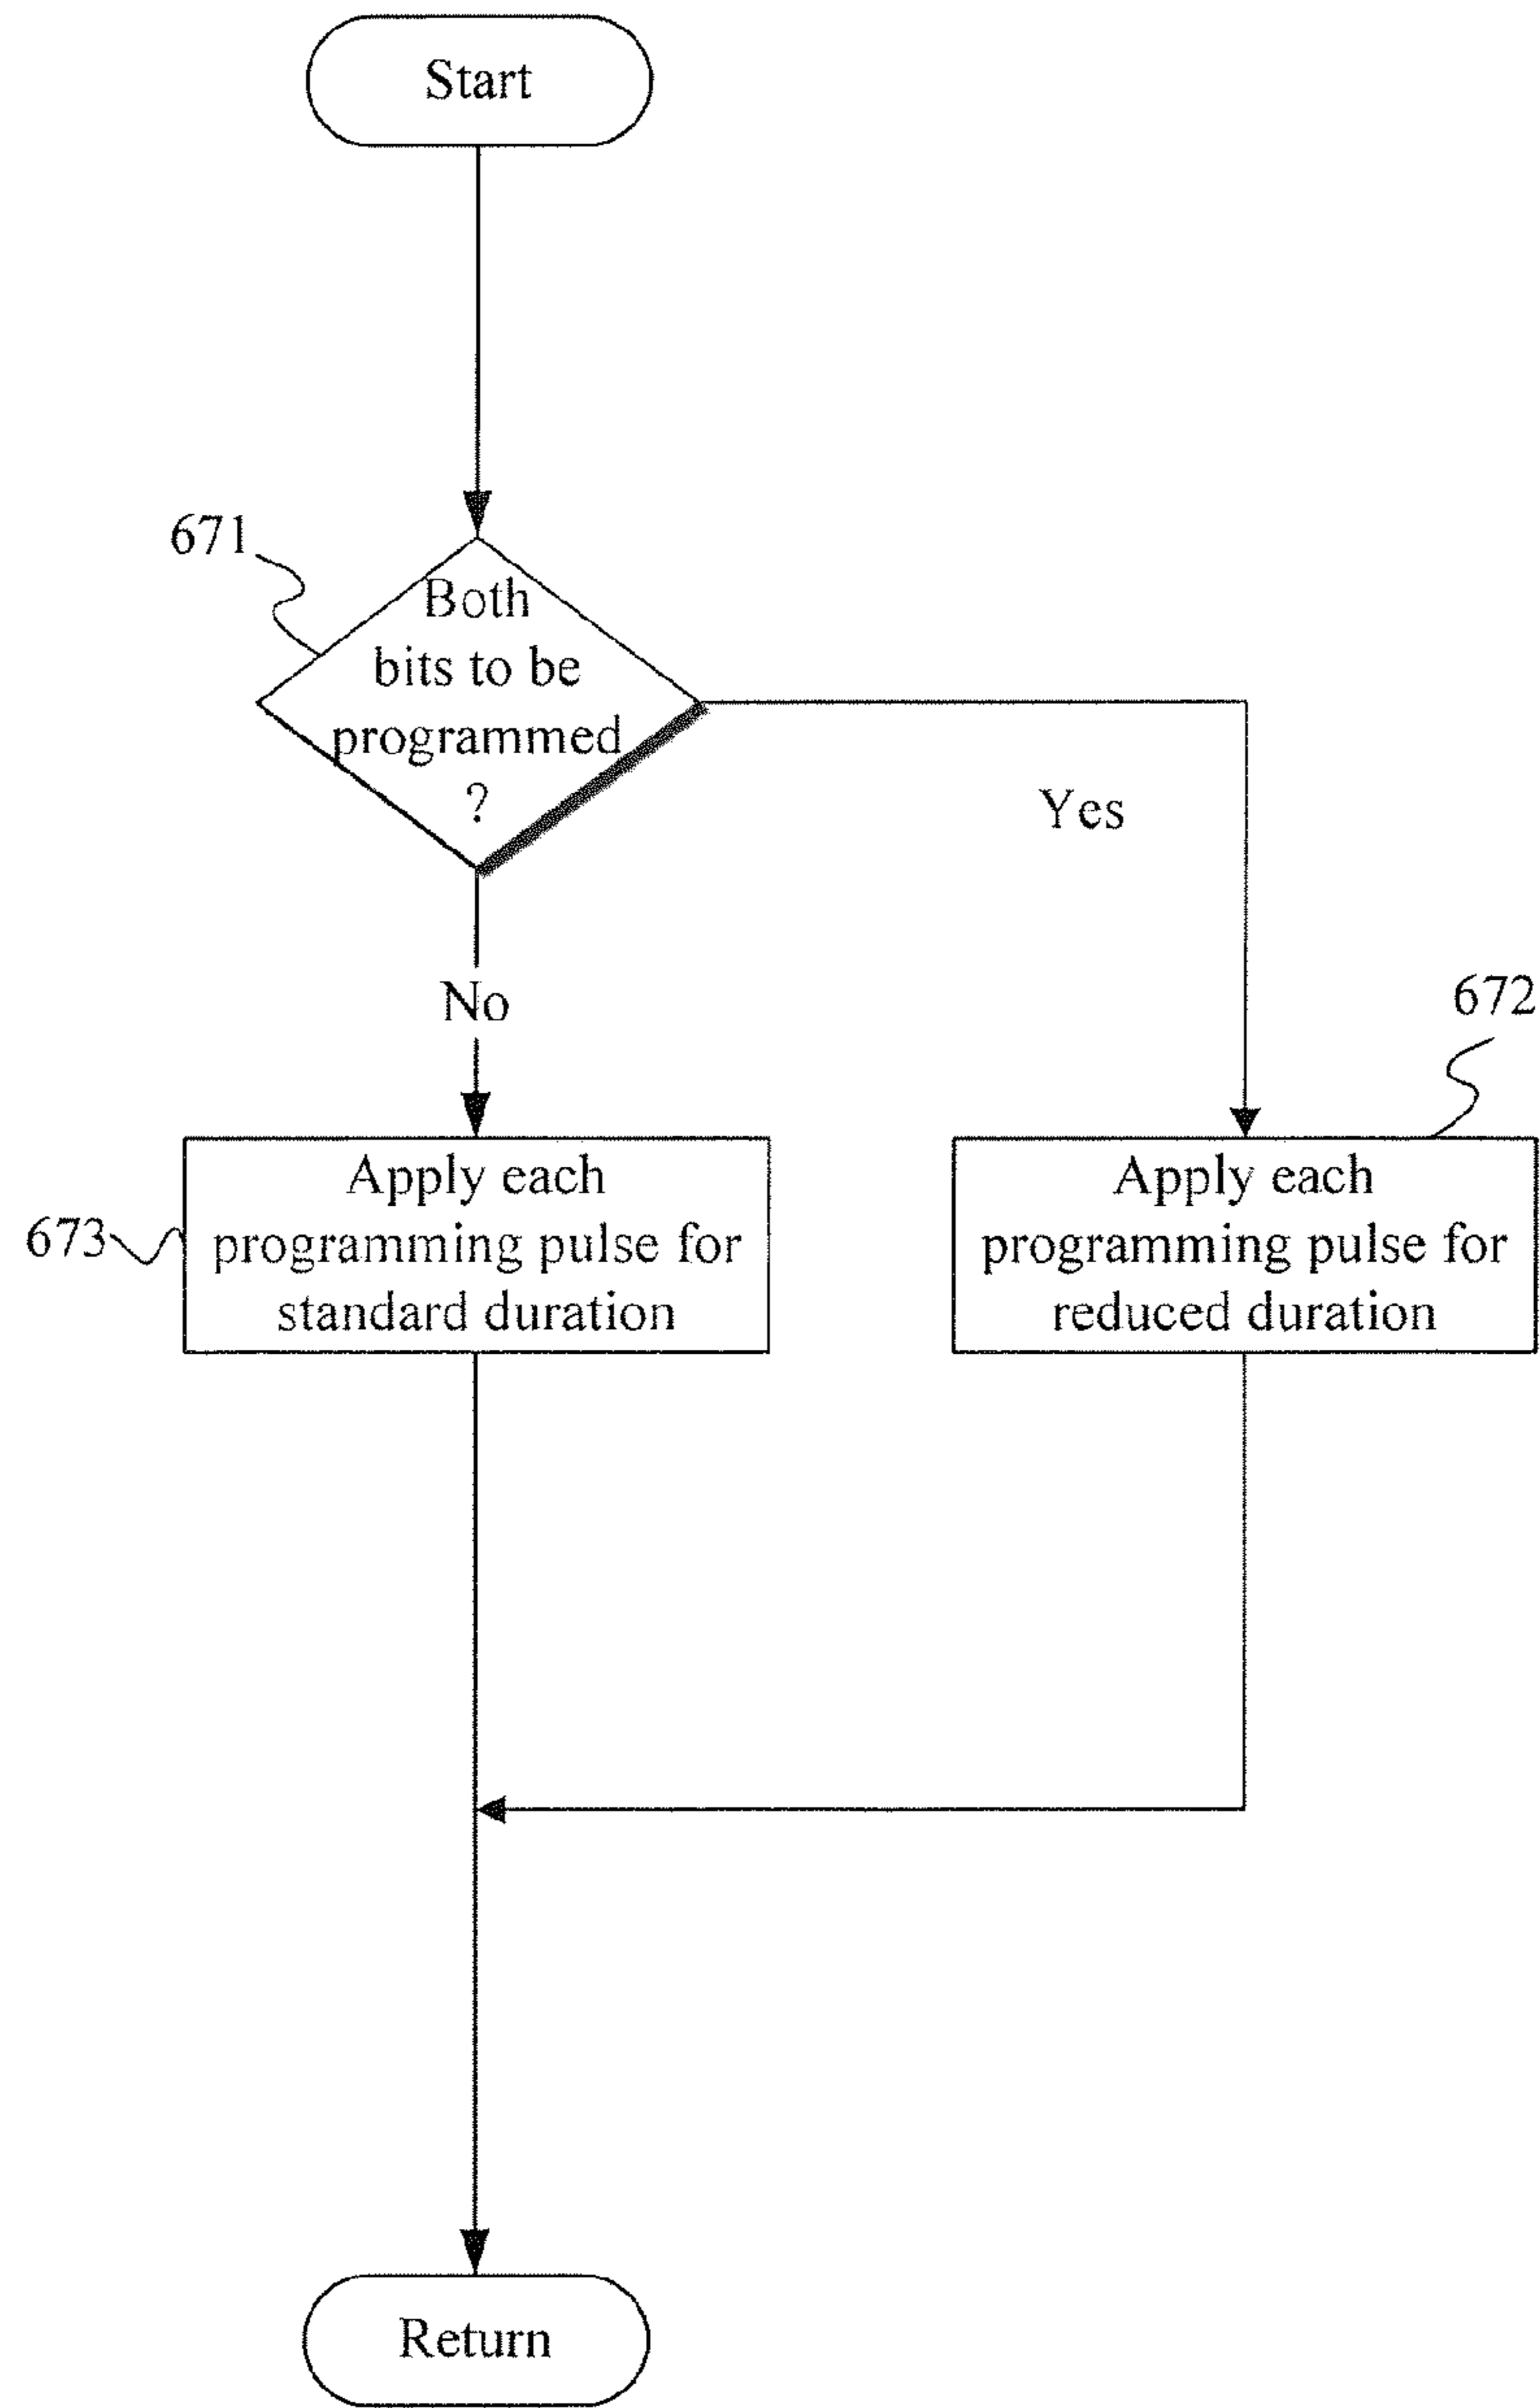 Start
671
Both
bits to be
programmed
?
Yes
No
672
Apply each
programming pulse for
standard duration
673
Apply each
programming pulse for
reduced duration
Return